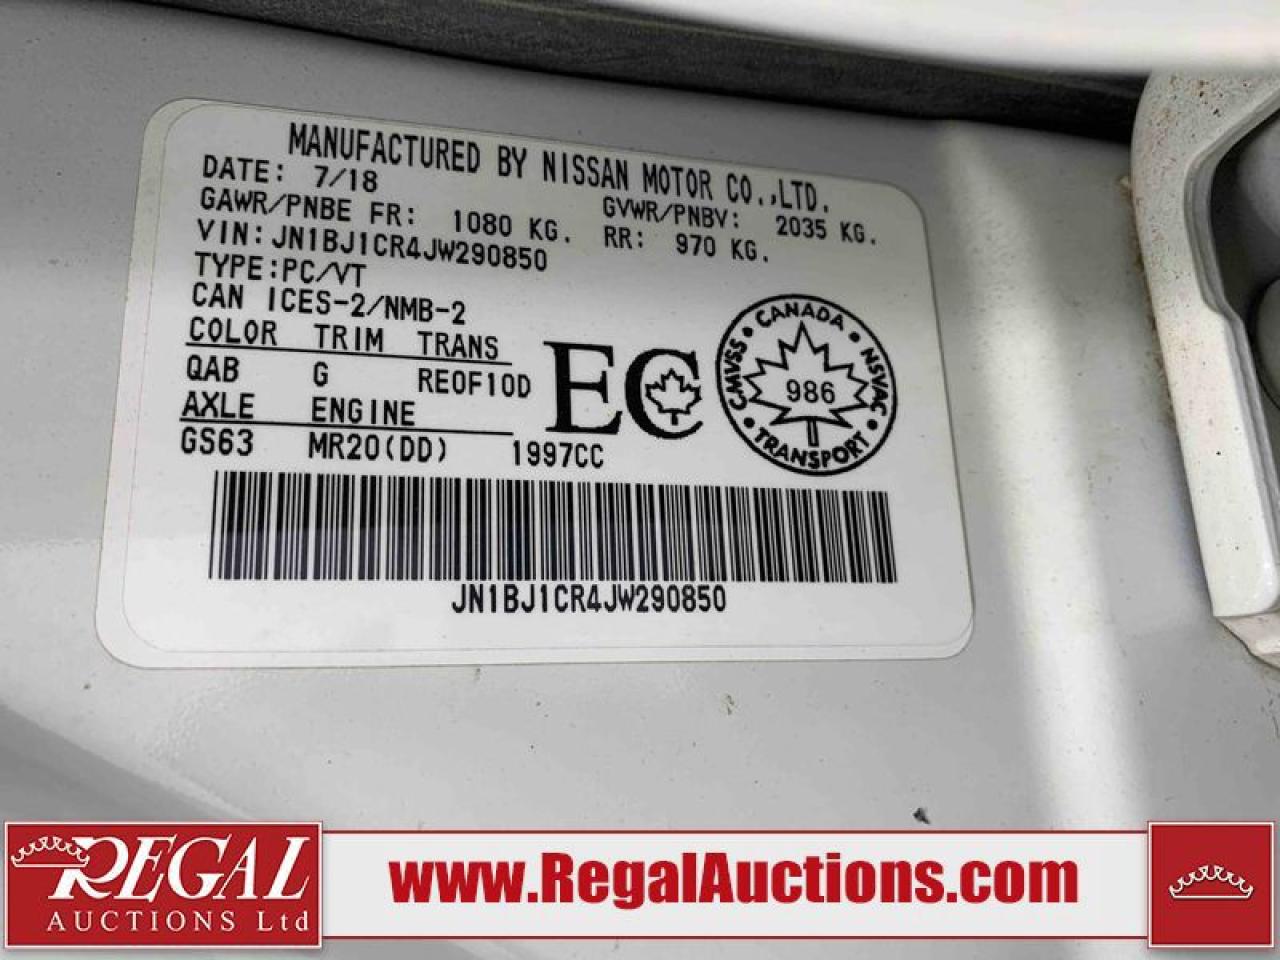 MANUFACTURED BY NISSAN MOTOR CO.,LTD.
DATE: 7/18 GVWR/PNBV: 2035 KG.
GAWR/PNBE FR: 1080 KG. RR: 970 KG.
VIN:JN1BJ1CR4JW290850
TYPE:PC/VT
CAN ICES-2/NMB-2
COLOR TRIM TRANS
QAB G RE0F10D
AXLE ENGINE
GS63 MR20(DD) 1997CC
EC
CANADA
CMVSS 986 NSVAC
TRANSPORT
JN1BJ1CR4JW290850
REGAL
AUCTIONS Ltd
www.RegalAuctions.com